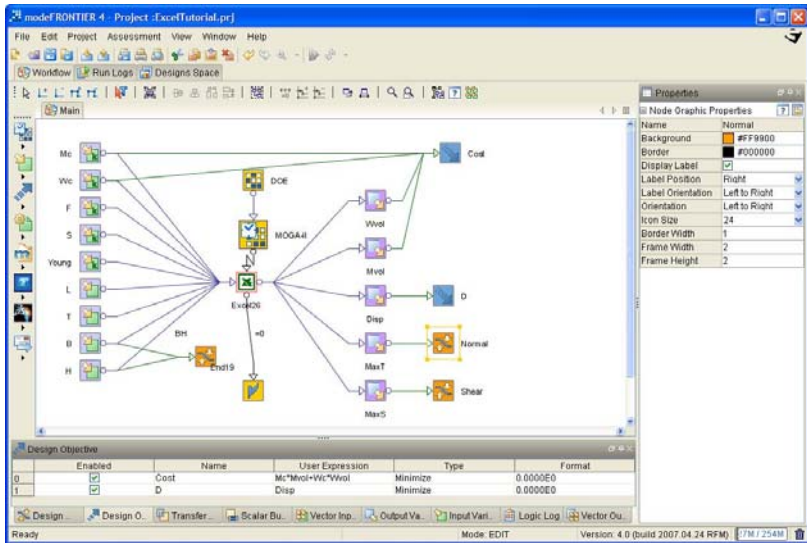 modeFRONTIER 4 - Project :ExcelTutorial.prj
File Edit Project Assessment View Window Help
Workflow Run Logs Designs Space
Main
Mc
Wc
F
S
Young
L
T
B
H
BH
End19
DOE
MOGA-II
Excel26
=0
Cost
Wvol
Mvol
Disp
D
MaxT
Normal
MaxS
Shear
Properties
Node Graphic Properties
Name Normal
Background #FF9900
Border #000000
Display Label
Label Position Right
Label Orientation Left to Right
Orientation Left to Right
Icon Size 24
Border Width 1
Frame Width 2
Frame Height 2
Design Objective
Enabled Name User Expression Type Format
0 Cost Mc*Mvol+Wc*Wvol Minimize 0.0000E0
1 D Disp Minimize 0.0000E0
Design... Design O... Transfer... Scalar Bu... Vector Inp... Output Va... Input Vari... Logic Log Vector Ou...
Ready Mode: EDIT Version: 4.0 (build 2007.04.24 RFM) 17M / 254M